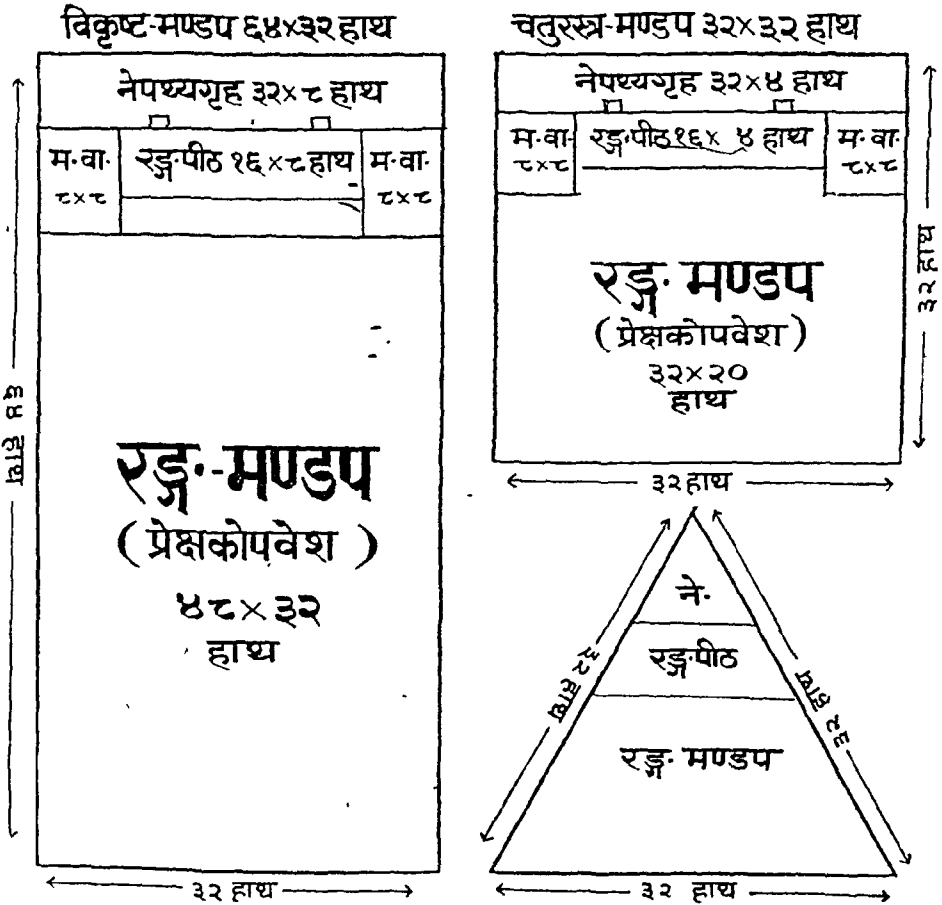 विकृष्ट-मण्डप ६४×३२ हाथ
नेपथ्यगृह ३२×८ हाथ
म॰वा॰
८×८
रङ्ग॰पीठ १६×८ हाथ
म॰वा॰
८×८
६४ हाथ
रङ्ग॰-मण्डप
(प्रेक्षकोपवेश)
४८×३२
हाथ
३२ हाथ
चतुरस्त्र-मण्डप ३२×३२ हाथ
नेपथ्यगृह ३२×४ हाथ
म॰वा॰
८×८
रङ्ग॰पीठ १६× ४ हाथ
म॰वा॰
८×८
रङ्ग॰ मण्डप
(प्रेक्षकोपवेश)
३२×२०
हाथ
३२ हाथ
३२ हाथ
ने॰
रङ्ग॰पीठ
रङ्ग॰ मण्डप
३२ हाथ
३२ हाथ
३२ हाथ